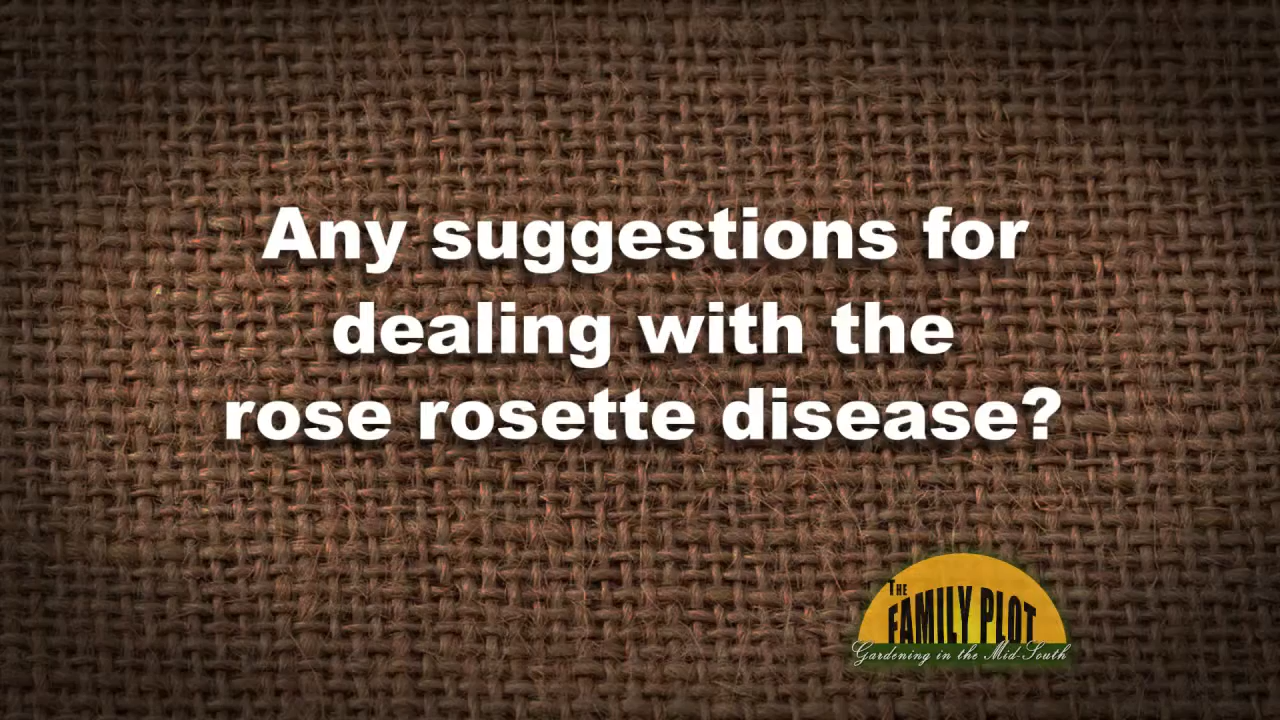 Any suggestions for
dealing with the
rose rosette disease?
THE
FAMILY PLOT
Gardening in the Mid-South